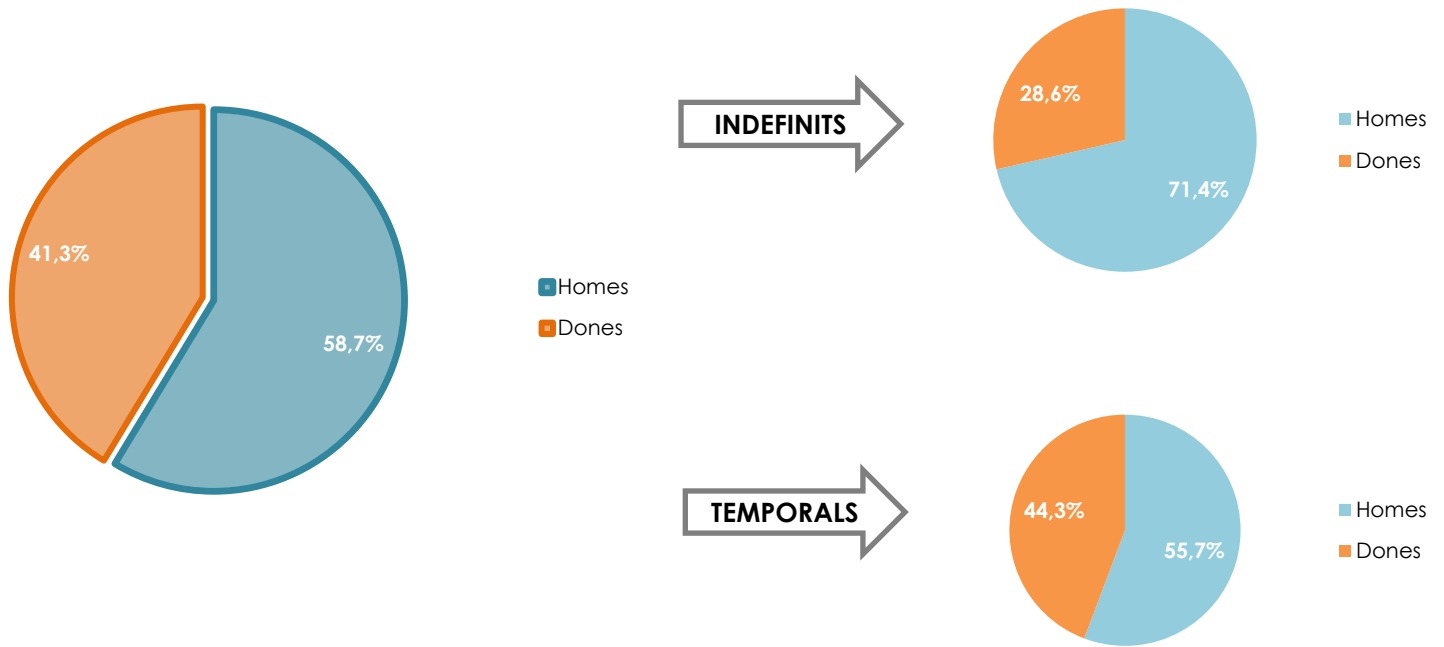 41,3%
58,7%
Homes
Dones
INDEFINITS
28,6%
71,4%
Homes
Dones
TEMPORALS
44,3%
55,7%
Homes
Dones